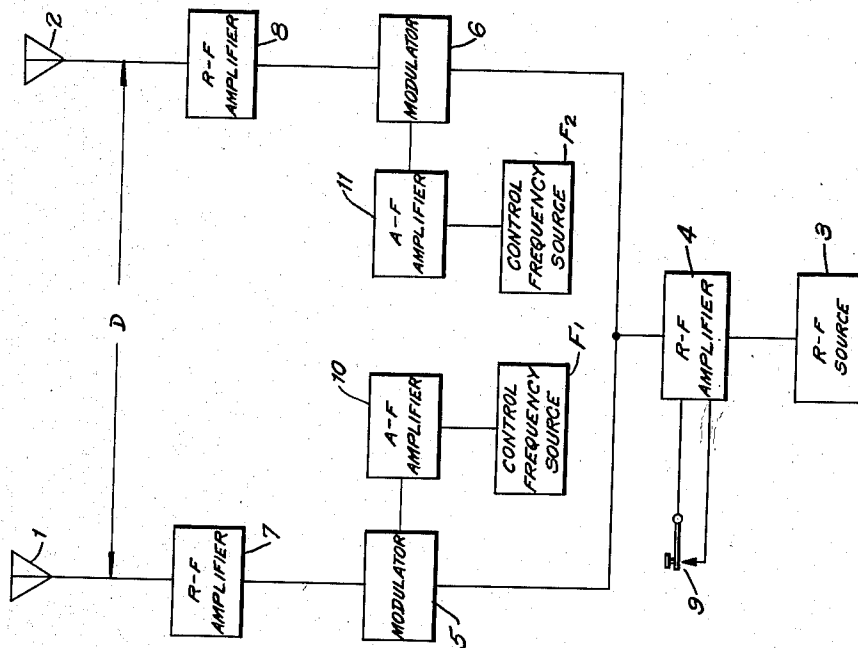 1
2
D
R-F
AMPLIFIER
7
R-F
AMPLIFIER
8
MODULATOR
5
A-F
AMPLIFIER
10
A-F
AMPLIFIER
11
MODULATOR
6
CONTROL
FREQUENCY
SOURCE
F1
CONTROL
FREQUENCY
SOURCE
F2
9
R-F
AMPLIFIER
4
R-F
SOURCE
3